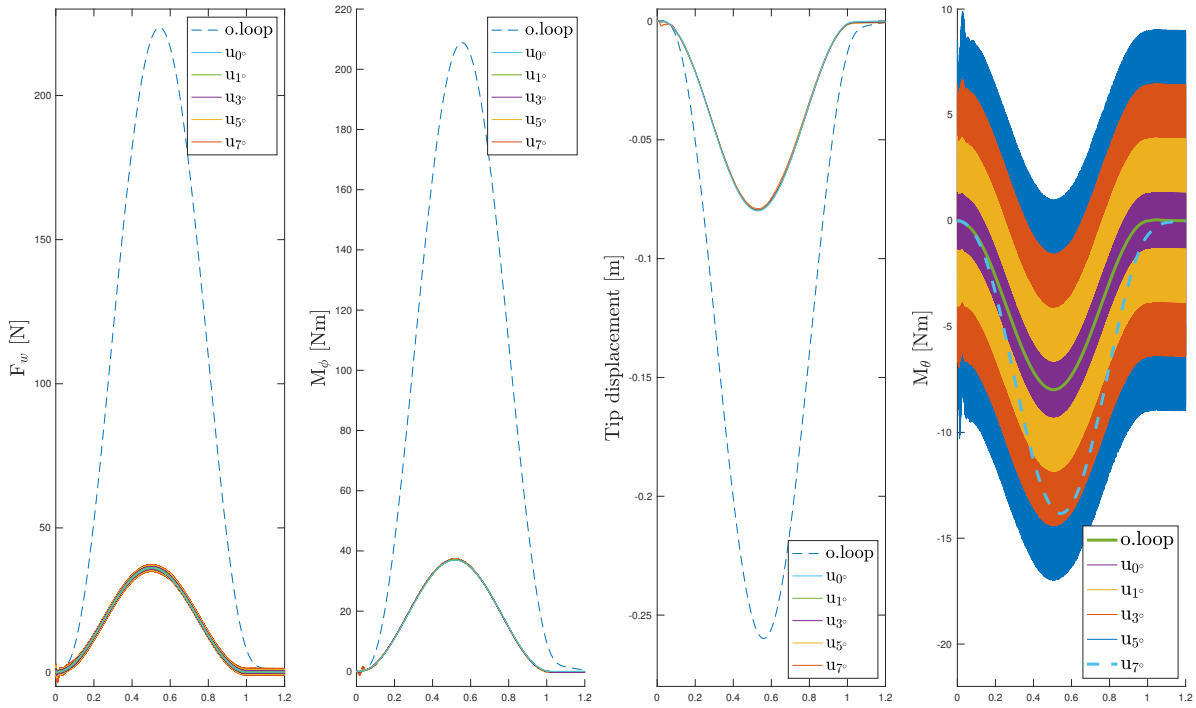 F_w [N]
200
150
100
50
0
0
0.2
0.4
0.6
0.8
1
1.2
o.loop
u_0°
u_1°
u_3°
u_5°
u_7°
M_ϕ [Nm]
220
200
180
160
140
120
100
80
60
40
20
0
0
0.2
0.4
0.6
0.8
1
1.2
o.loop
u_0°
u_1°
u_3°
u_5°
u_7°
Tip displacement [m]
0
-0.05
-0.1
-0.15
-0.2
-0.25
0
0.2
0.4
0.6
0.8
1
1.2
o.loop
u_0°
u_1°
u_3°
u_5°
u_7°
M_θ [Nm]
10
5
0
-5
-10
-15
-20
0
0.2
0.4
0.6
0.8
1
1.2
o.loop
u_0°
u_1°
u_3°
u_5°
u_7°